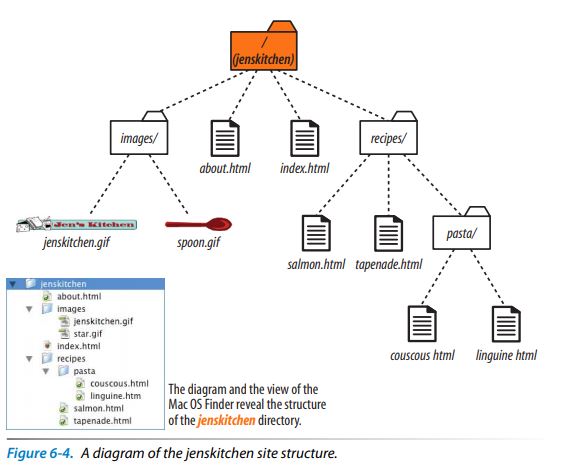 /
(jenskitchen)
images/
about.html
index.html
recipes/
Jen's Kitchen
jenskitchen.gif
spoon.gif
salmon.html
tapenade.html
pasta/
couscous html
linguine html
jenskitchen
about.html
images
jenskitchen.gif
star.gif
index.html
recipes
pasta
couscous.html
linguine.htm
salmon.html
tapenade.html
The diagram and the view of the
Mac OS Finder reveal the structure
of the jenskitchen directory.
Figure 6-4. A diagram of the jenskitchen site structure.